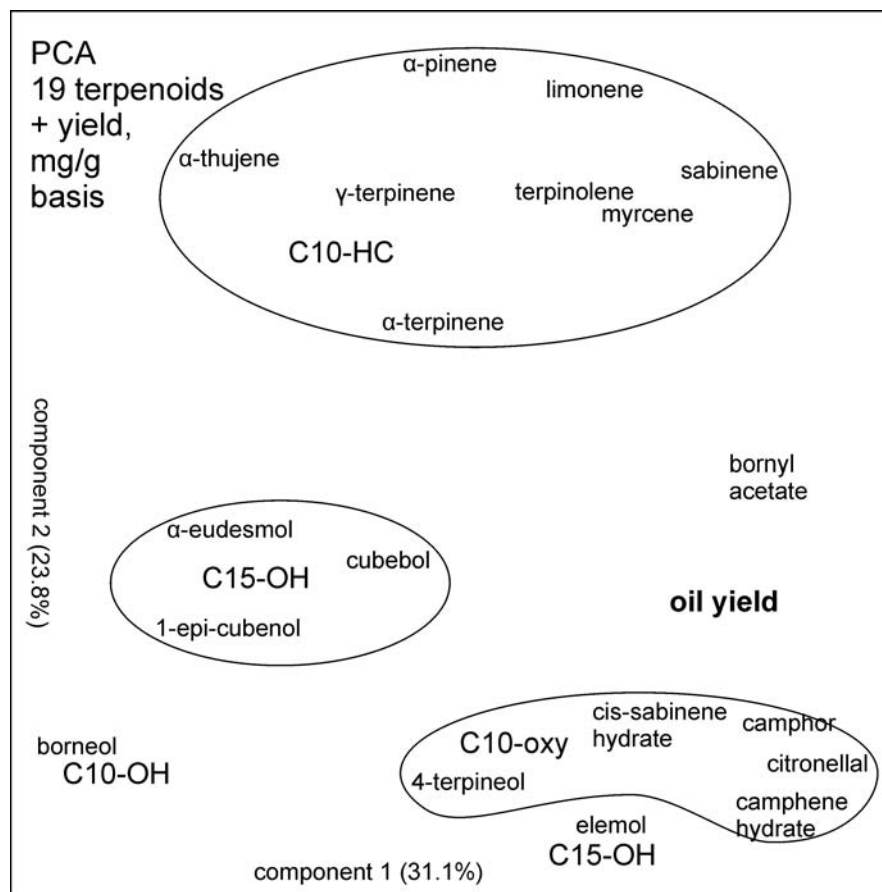 PCA
19 terpenoids
+ yield,
mg/g
basis
α-pinene
limonene
α-thujene
sabinene
γ-terpinene
terpinolene
myrcene
C10-HC
α-terpinene
component 2 (23.8%)
bornyl
acetate
α-eudesmol
cubebol
C15-OH
1-epi-cubenol
oil yield
borneol
C10-OH
cis-sabinene
hydrate
camphor
C10-oxy
citronellal
4-terpineol
camphene
hydrate
elemol
C15-OH
component 1 (31.1%)